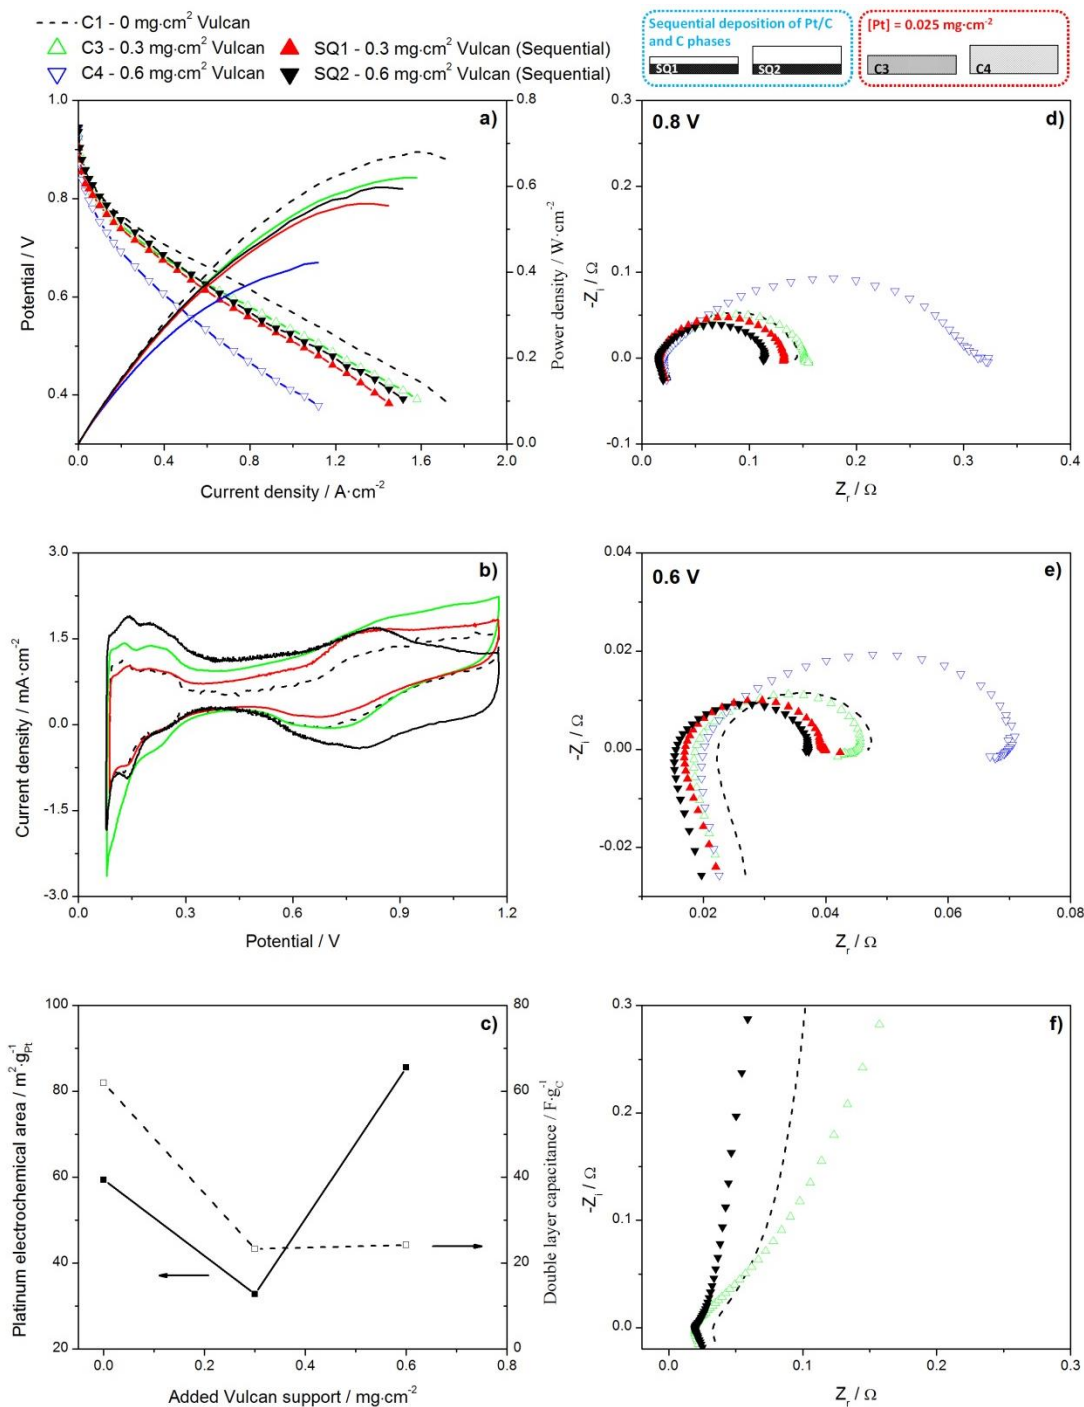 C1 - 0 mg·cm² Vulcan
C3 - 0.3 mg·cm² Vulcan
C4 - 0.6 mg·cm² Vulcan
SQ1 - 0.3 mg·cm² Vulcan (Sequential)
SQ2 - 0.6 mg·cm² Vulcan (Sequential)
Sequential deposition of Pt/C
and C phases
SQ1
SQ2
[Pt] = 0.025 mg·cm⁻²
C3
C4
a)
1.0
0.8
0.6
0.4
Potential / V
0.8
0.6
0.4
0.2
0.0
Power density / W·cm⁻²
0.0 0.4 0.8 1.2 1.6 2.0
Current density / A·cm⁻²
0.8 V
d)
0.3
0.2
0.1
0.0
-0.1
-Zᵢ / Ω
0.0 0.1 0.2 0.3 0.4
Zᵣ / Ω
b)
3.0
1.5
0.0
-1.5
-3.0
Current density / mA·cm⁻²
0.0 0.3 0.6 0.9 1.2
Potential / V
0.6 V
e)
0.04
0.02
0.00
-0.02
-Zᵢ / Ω
0.02 0.04 0.06 0.08
Zᵣ / Ω
c)
100
80
60
40
20
Platinum electrochemical area / m²·g⁻¹Pt
80
60
40
20
0
Double layer capacitance / F·g⁻¹C
0.0 0.2 0.4 0.6 0.8
Added Vulcan support / mg·cm⁻²
f)
0.3
0.2
0.1
0.0
-Zᵢ / Ω
0.0 0.1 0.2 0.3
Zᵣ / Ω